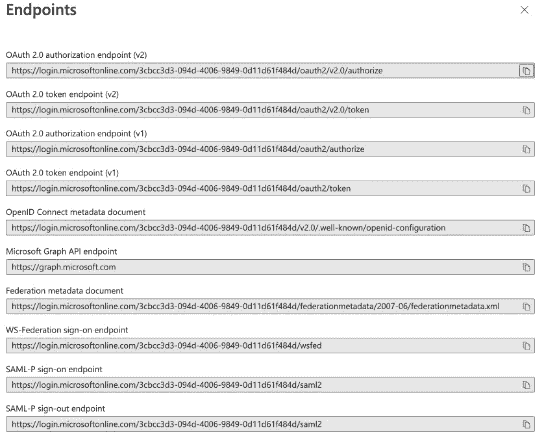 Endpoints
OAuth 2.0 authorization endpoint (v2)
https://login.microsoftonline.com/3cbcc3d3-094d-4006-9849-0d11d61f484d/oauth2/v2.0/authorize
OAuth 2.0 token endpoint (v2)
https://login.microsoftonline.com/3cbcc3d3-094d-4006-9849-0d11d61f484d/oauth2/v2.0/token
OAuth 2.0 authorization endpoint (v1)
https://login.microsoftonline.com/3cbcc3d3-094d-4006-9849-0d11d61f484d/oauth2/authorize
OAuth 2.0 token endpoint (v1)
https://login.microsoftonline.com/3cbcc3d3-094d-4006-9849-0d11d61f484d/oauth2/token
OpenID Connect metadata document
https://login.microsoftonline.com/3cbcc3d3-094d-4006-9849-0d11d61f484d/v2.0/.well-known/openid-configuration
Microsoft Graph API endpoint
https://graph.microsoft.com
Federation metadata document
https://login.microsoftonline.com/3cbcc3d3-094d-4006-9849-0d11d61f484d/federationmetadata/2007-06/federationmetadata.xml
WS-Federation sign-on endpoint
https://login.microsoftonline.com/3cbcc3d3-094d-4006-9849-0d11d61f484d/wsfed
SAML-P sign-on endpoint
https://login.microsoftonline.com/3cbcc3d3-094d-4006-9849-0d11d61f484d/saml2
SAML-P sign-out endpoint
https://login.microsoftonline.com/3cbcc3d3-094d-4006-9849-0d11d61f484d/saml2